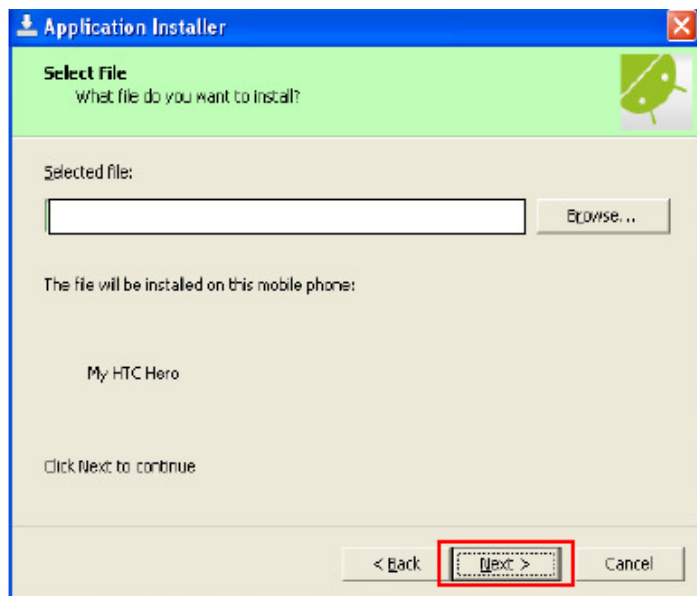 Application Installer
Select File
What file do you want to install?
Selected file:
Browse...
The file will be installed on this mobile phone:
My HTC Hero
Click Next to continue
< Back Next > Cancel